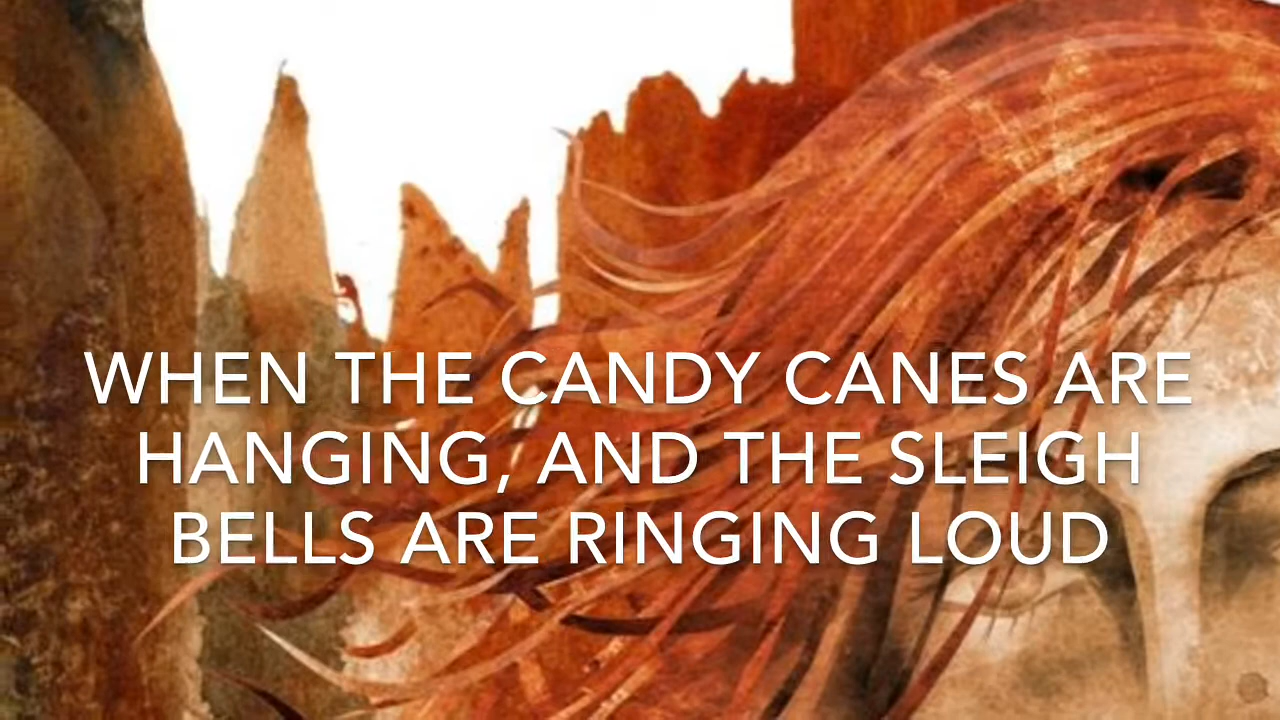 WHEN THE CANDY CANES ARE
HANGING, AND THE SLEIGH
BELLS ARE RINGING LOUD